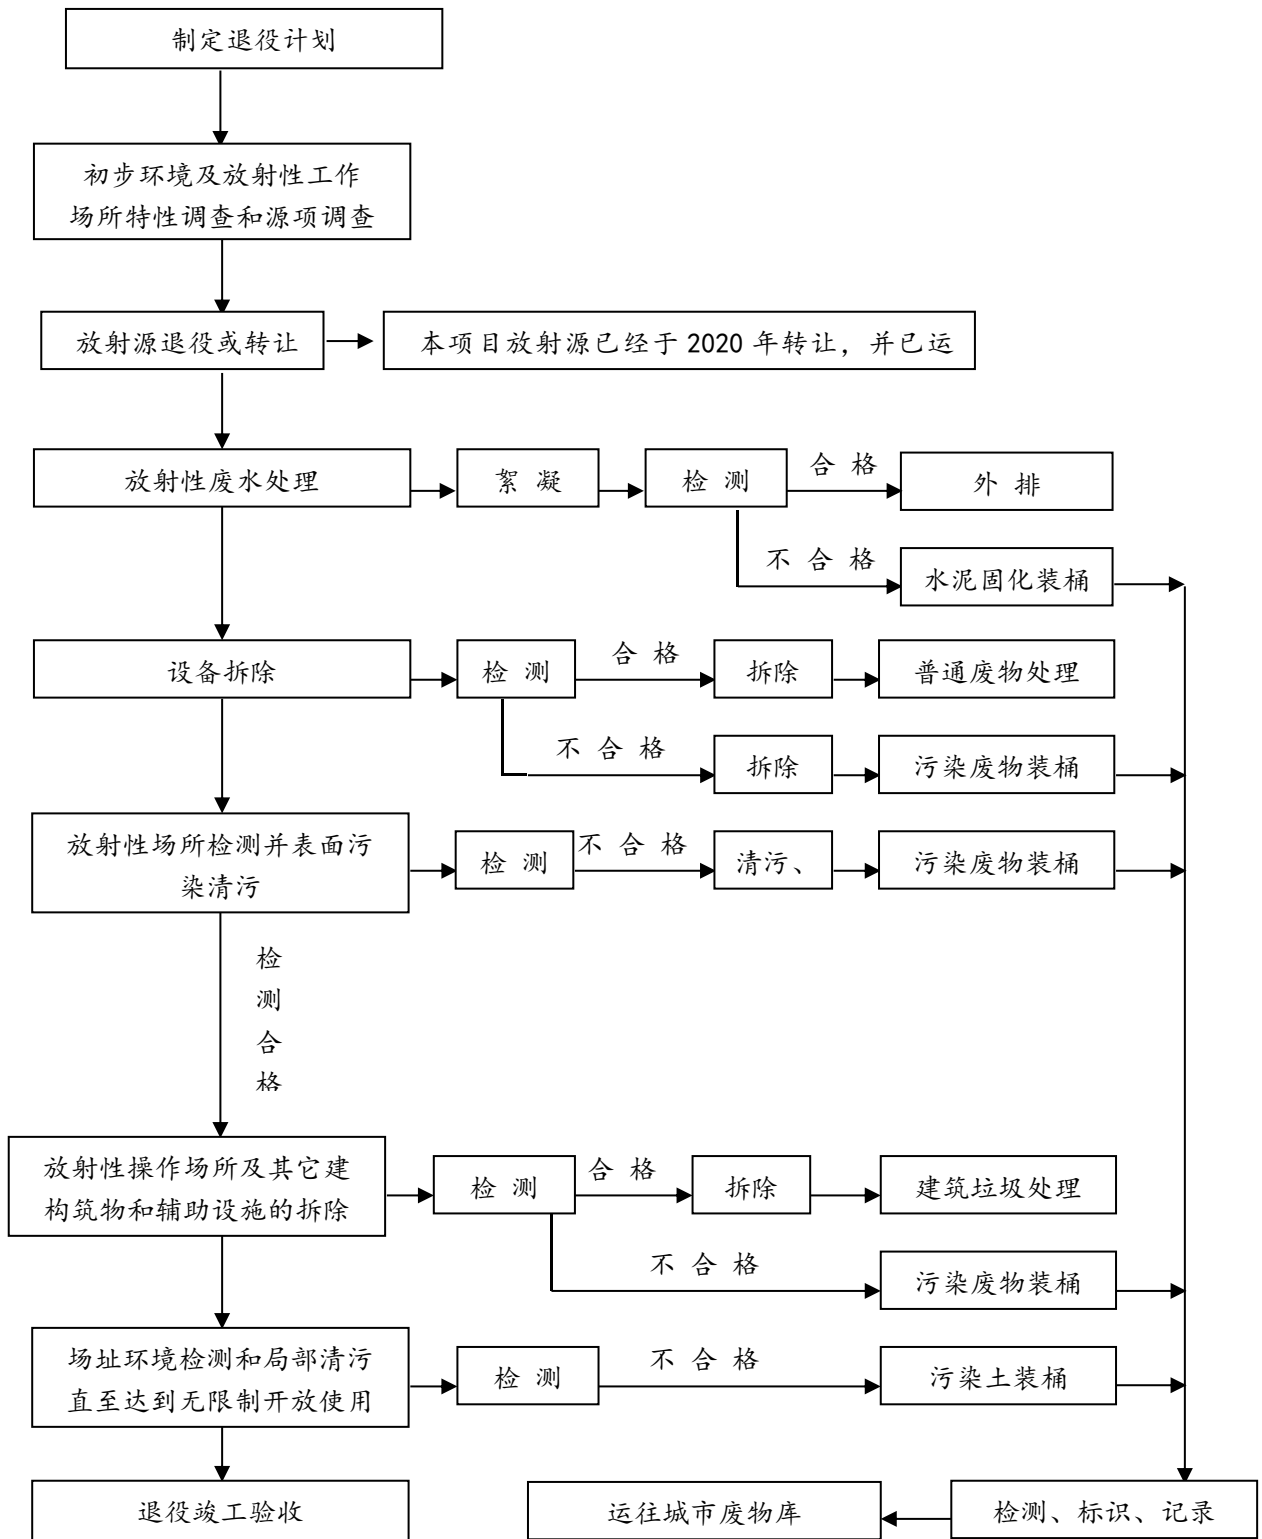 制定退役计划
初步环境及放射性工作
场所特性调查和源项调查
放射源退役或转让
本项目放射源已经于 2020 年转让，并已运
放射性废水处理
絮 凝
检 测
合 格
外 排
不 合 格
水泥固化装桶
设备拆除
检 测
合 格
拆除
普通废物处理
不 合 格
拆除
污染废物装桶
放射性场所检测并表面污
染清污
检 测
不 合 格
清污、
污染废物装桶
检
测
合
格
放射性操作场所及其它建
构筑物和辅助设施的拆除
检 测
合 格
拆除
建筑垃圾处理
不 合 格
污染废物装桶
场址环境检测和局部清污
直至达到无限制开放使用
检 测
不 合 格
污染土装桶
退役竣工验收
运往城市废物库
检测、标识、记录